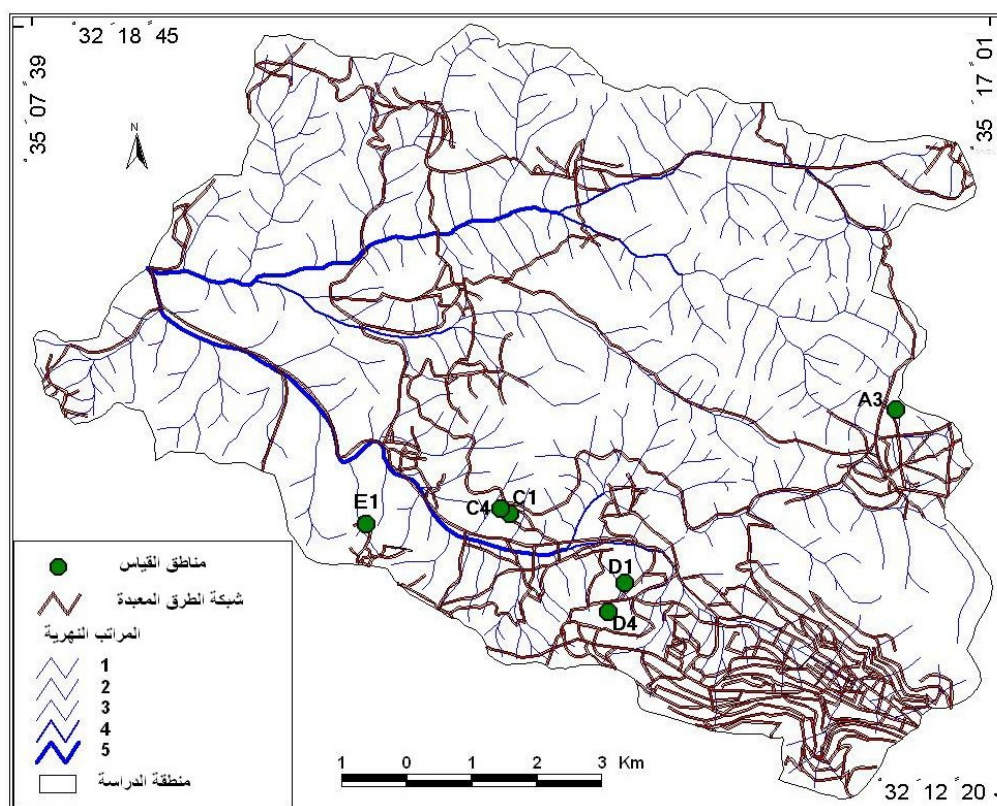 32 18 45
35 07 39
35 17 01
N
A3
E1
C4
C1
D1
D4
مناطق القياس
شبكة الطرق المعبدة
المراتب النهرية
1
2
3
4
5
منطقة الدراسة
1 0 1 2 3 Km
32 12 20